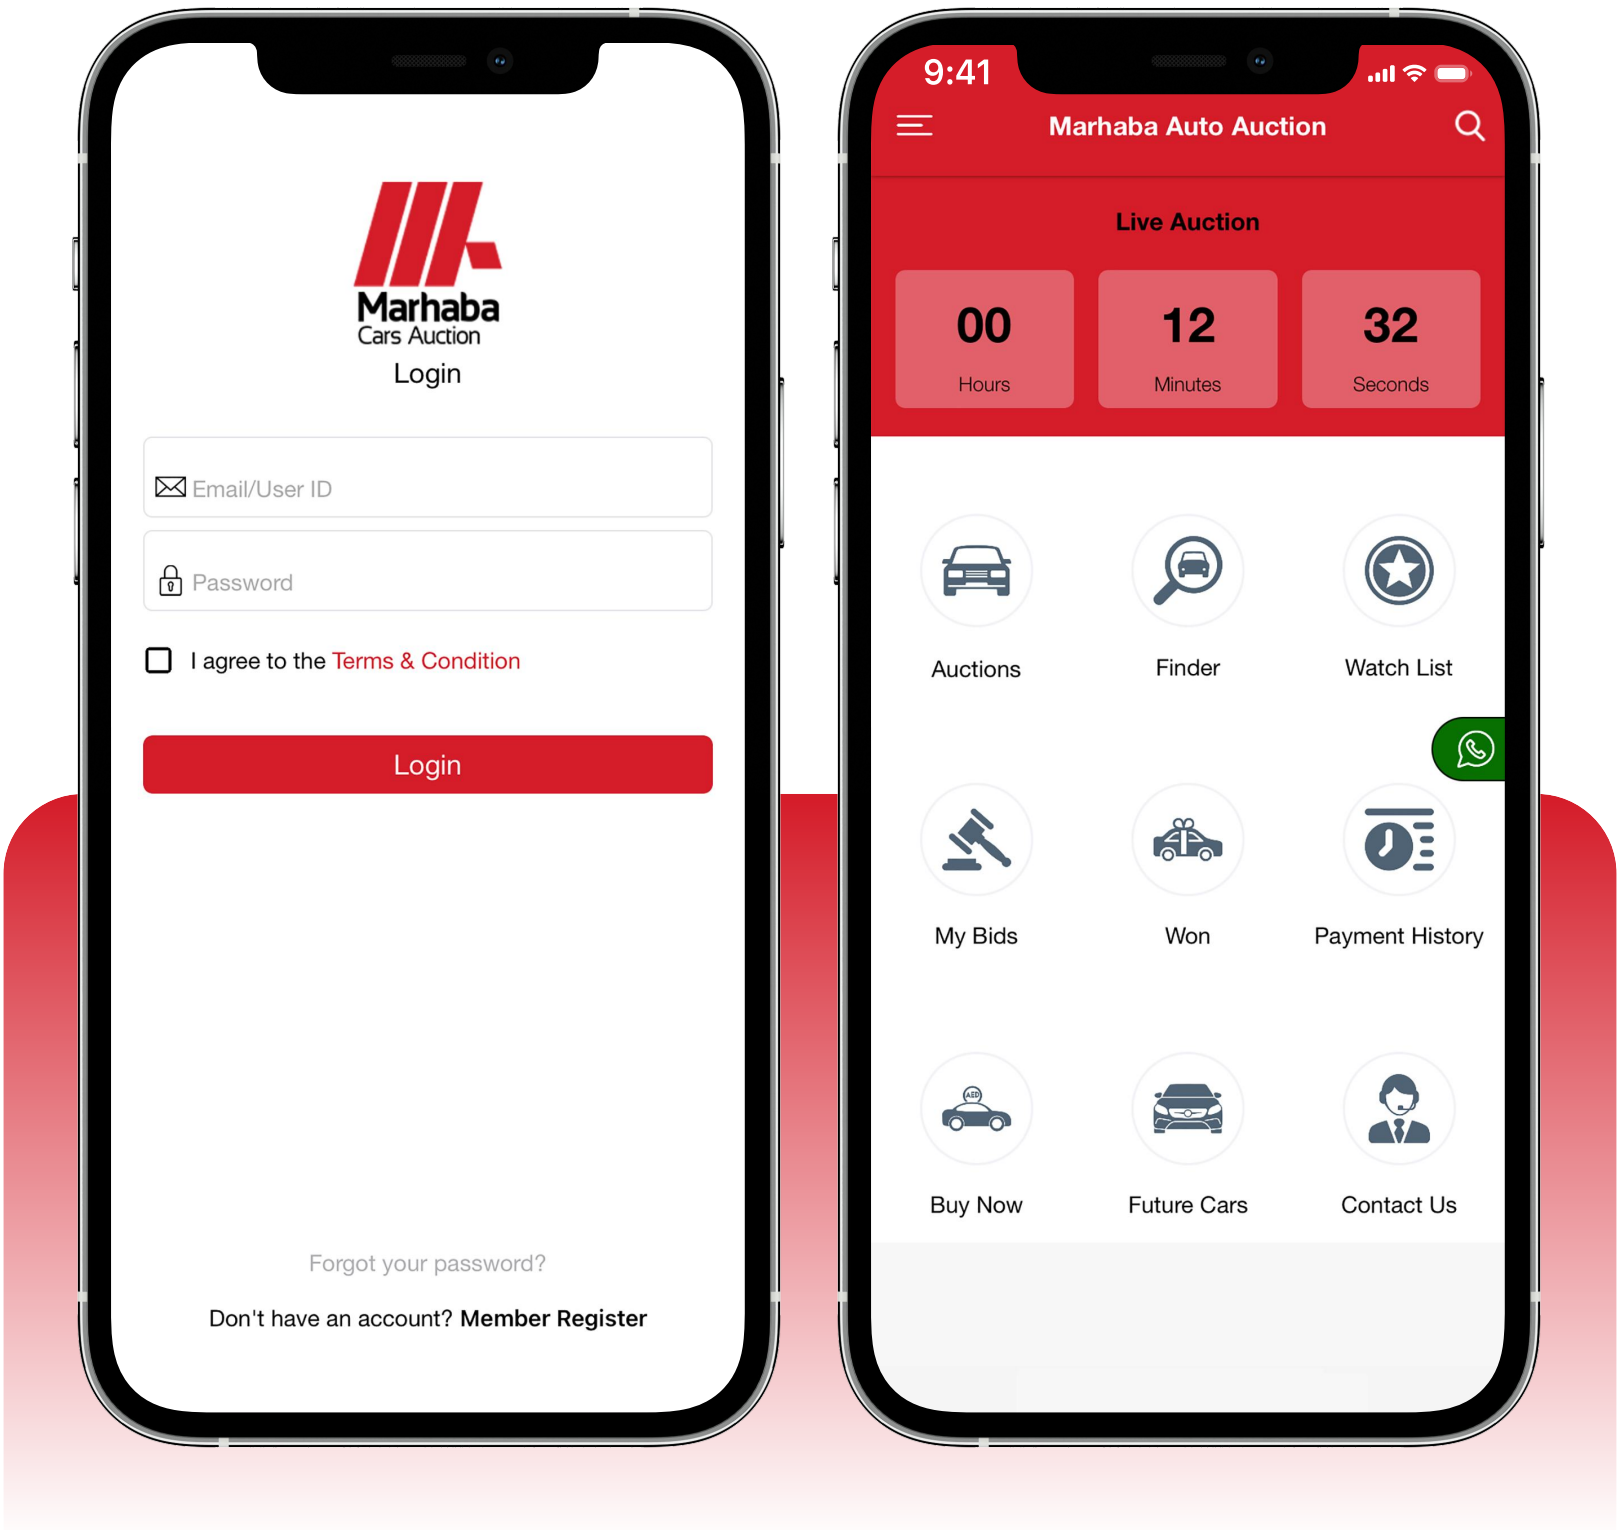 Marhaba
Cars Auction
Login
Email/User ID
Password
I agree to the Terms & Condition
Login
Forgot your password?
Don't have an account? Member Register
9:41
Marhaba Auto Auction
Live Auction
00 12 32
Hours Minutes Seconds
Auctions Finder Watch List
My Bids Won Payment History
AED
Buy Now Future Cars Contact Us